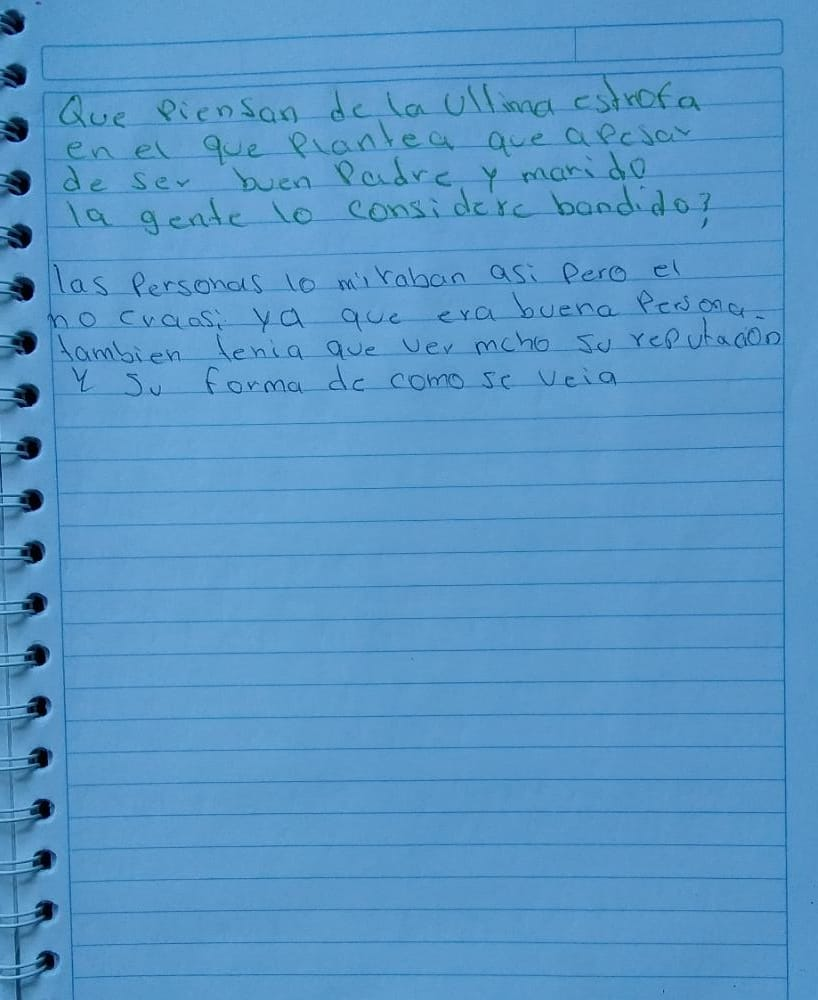 Que piensan de la Ultima estrofa
en el que Plantea que apesar
de ser buen Padre y marido
la gente lo considere bandido?
las Personas lo miraban asi pero el
no eraasi ya que era buena Persona.
tambien tenia que ver mcho su reputacion
Y su forma de como se veia